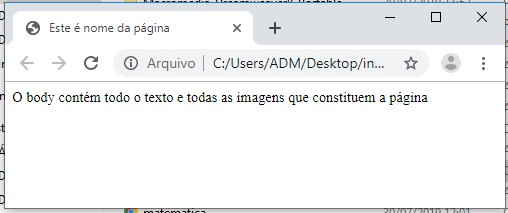 Este é nome da página
Arquivo
C:/Users/ADM/Desktop/in...
O body contém todo o texto e todas as imagens que constituem a página
matematica